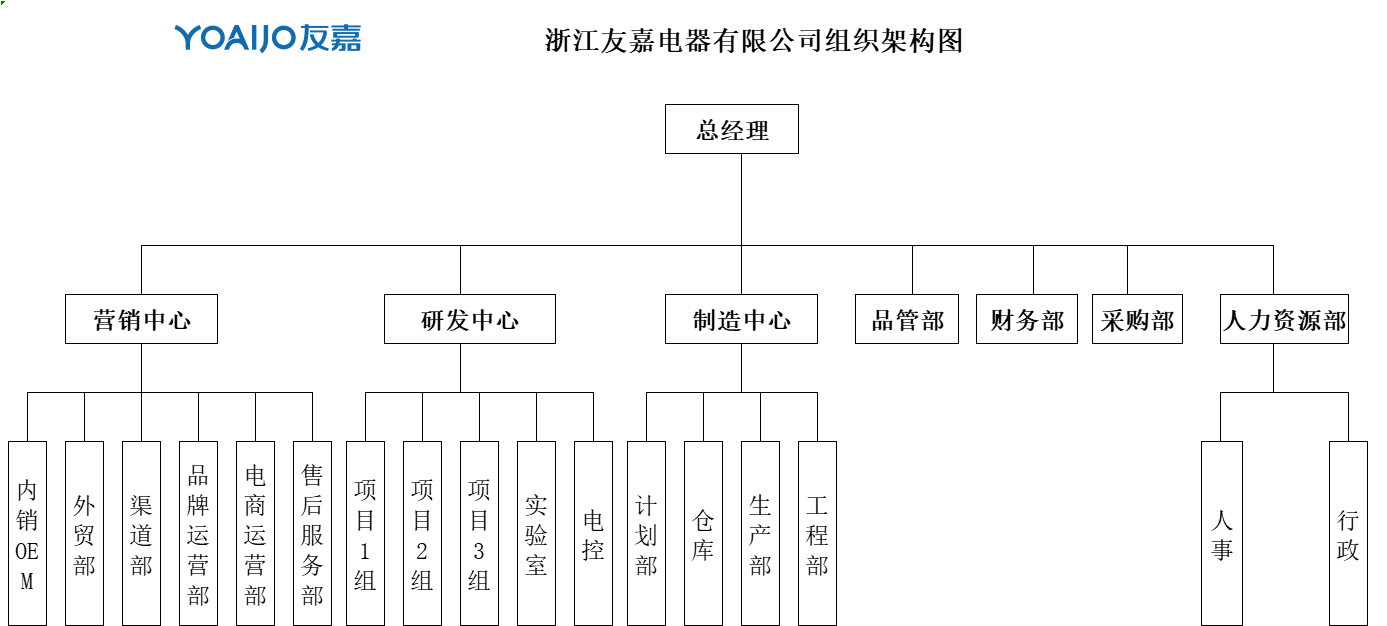 YOAIJO友嘉
浙江友嘉电器有限公司组织架构图
总经理
营销中心
研发中心
制造中心
品管部
财务部
采购部
人力资源部
内销OEM
外贸部
渠道部
品牌运营部
电商运营部
售后服务部
项目1组
项目2组
项目3组
实验室
电控
计划部
仓库
生产部
工程部
人事
行政